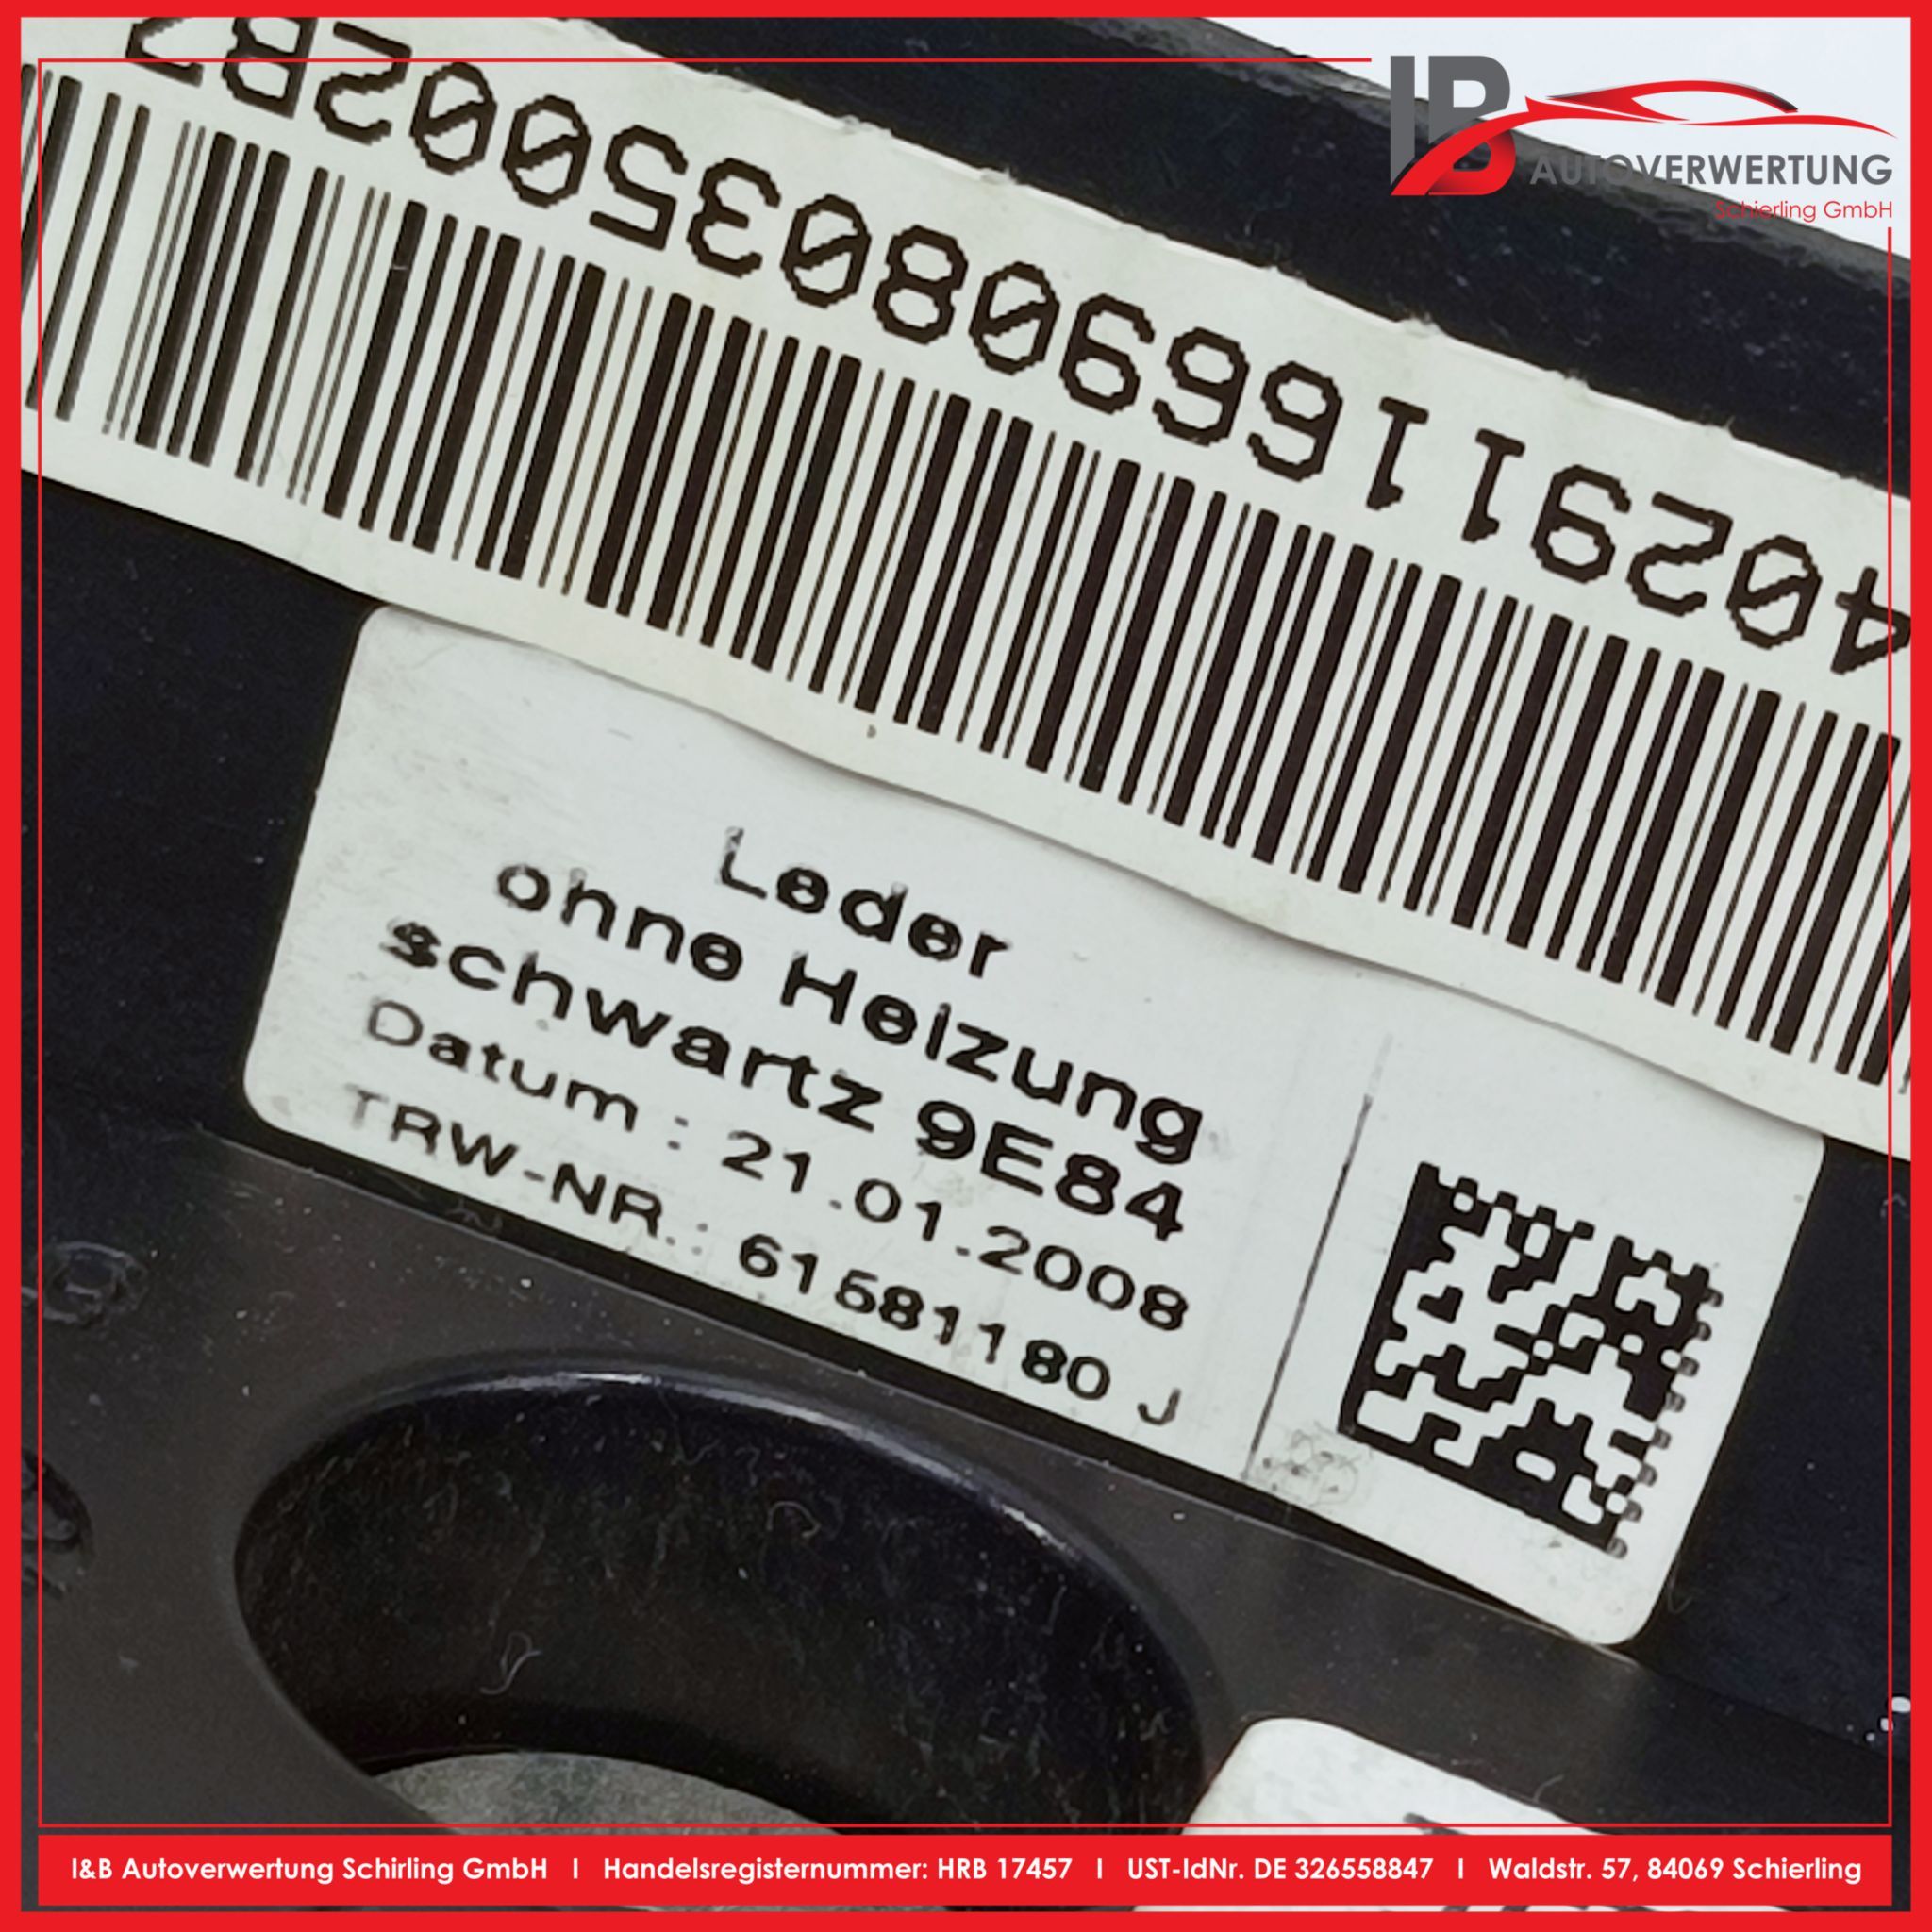 IB
AUTOVERWERTUNG
Schierling GmbH
40291166908035002B7
Leder
ohne Heizung
schwartz 9E84
Datum : 21.01.2008
TRW-NR.: 61581180 J
I&B Autoverwertung Schirling GmbH I Handelsregisternummer: HRB 17457 I UST-IdNr. DE 326558847 I Waldstr. 57, 84069 Schierling